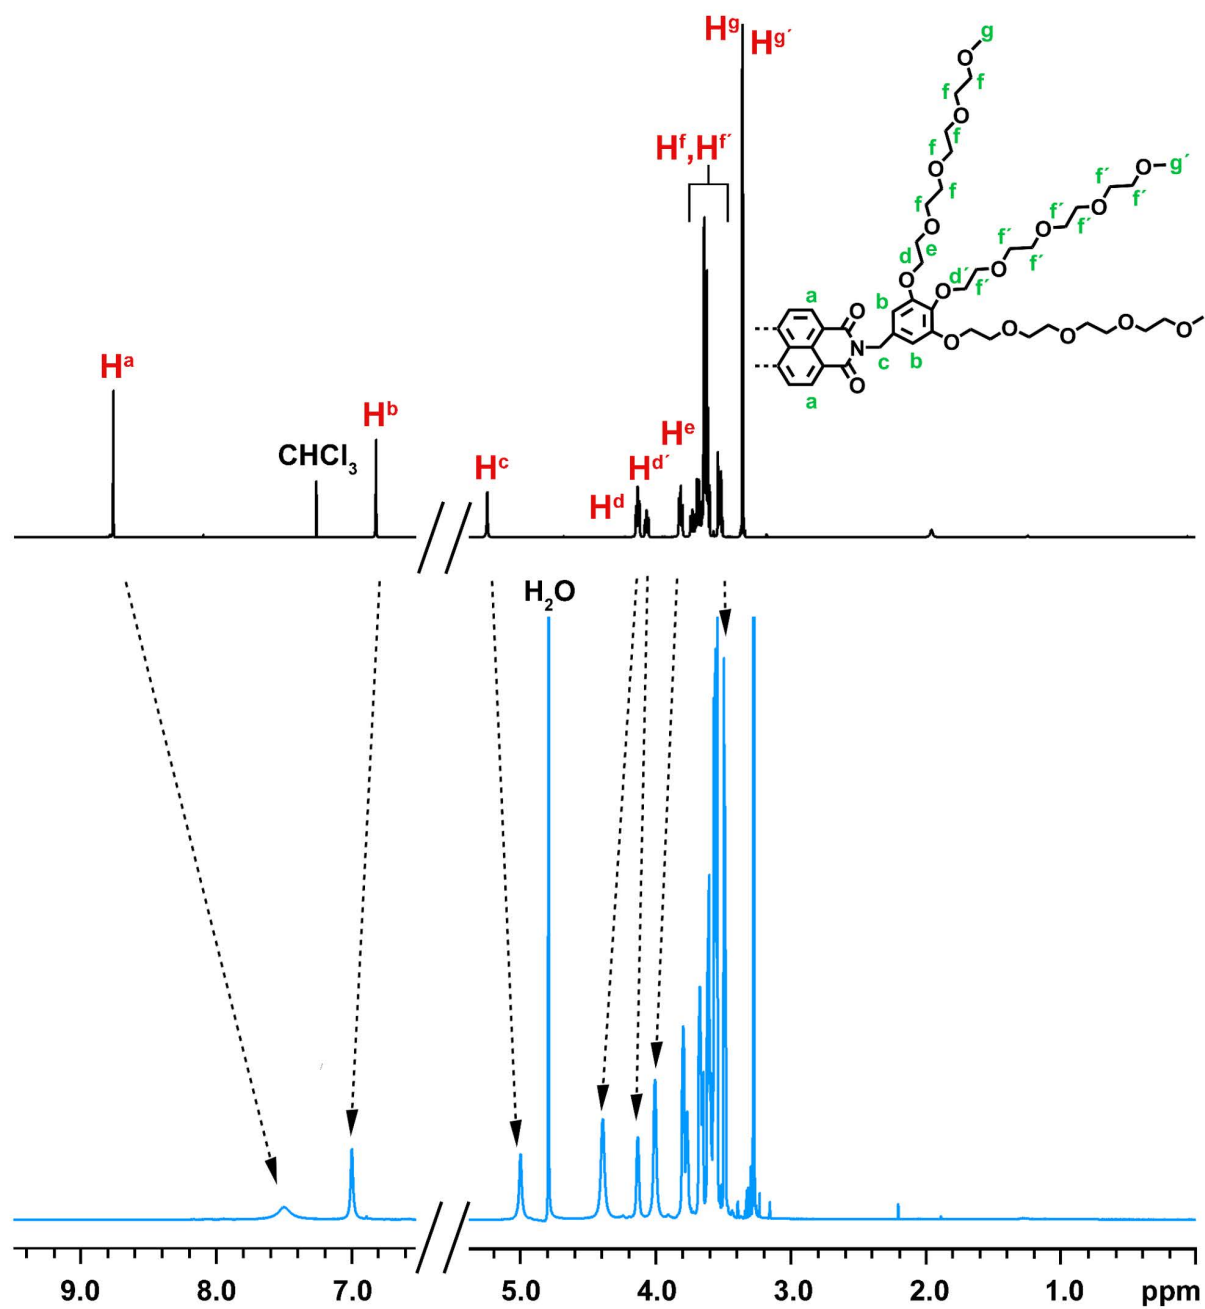 Hᵍ
Hᵍ´
Hᶠ,Hᶠ´
Hᵃ
CHCl₃
Hᵇ
Hᶜ
Hᵈ
Hᵈ´
Hᵉ
g
O
f f
f O
f
f O
f
f O
d e
O
f´ O g´
f´ O f´
f´ O f´
f´ O f´
d´ O f´
a b O
O N O O O O O
c b
a O
H₂O
9.0 8.0 7.0 5.0 4.0 3.0 2.0 1.0 ppm